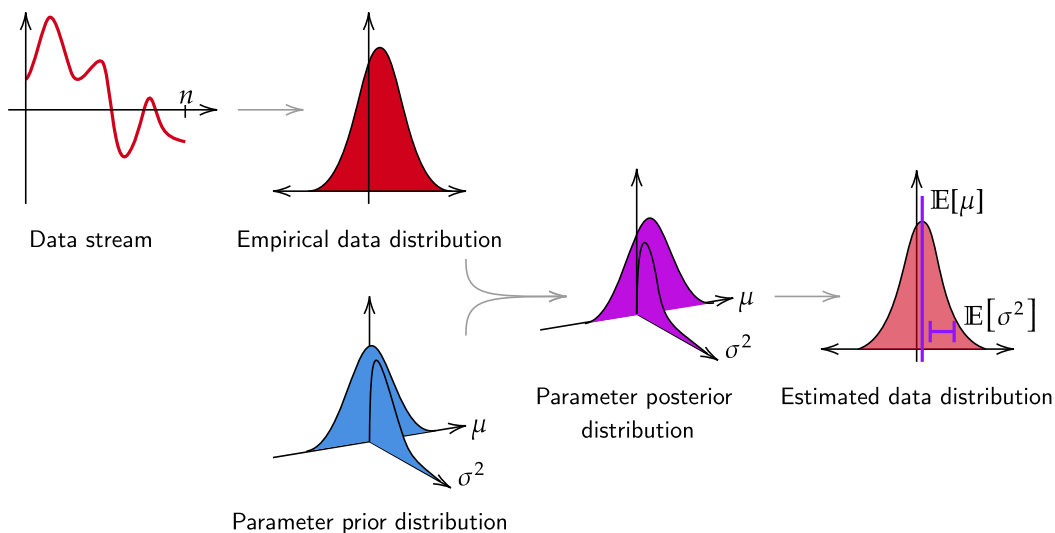 n
Data stream
Empirical data distribution
μ
σ²
Parameter prior distribution
μ
σ²
Parameter posterior
distribution
𝔼[μ]
𝔼[σ²]
Estimated data distribution